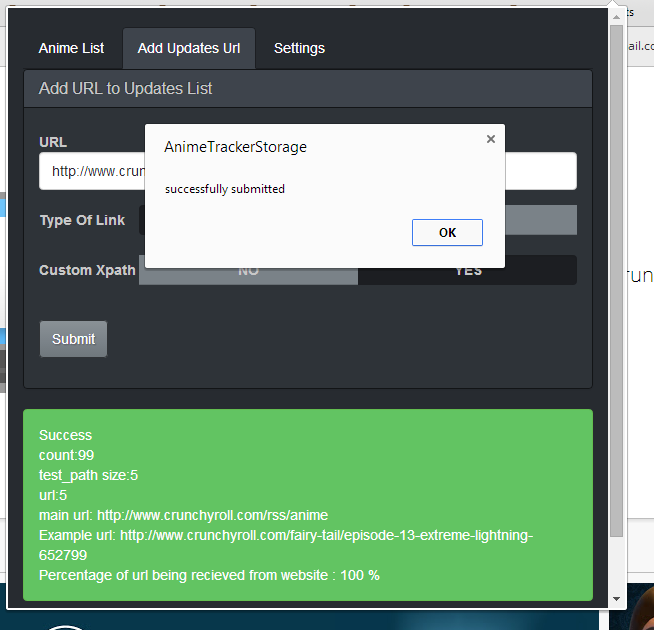 ts
Anime List
Add Updates Url
Settings
ail.co
Add URL to Updates List
URL
AnimeTrackerStorage
×
http://www.crun
successfully submitted
Type Of Link
OK
Custom Xpath
NO
YES
run
Submit
Success
count:99
test_path size:5
url:5
main url: http://www.crunchyroll.com/rss/anime
Example url: http://www.crunchyroll.com/fairy-tail/episode-13-extreme-lightning-
652799
Percentage of url being recieved from website : 100 %